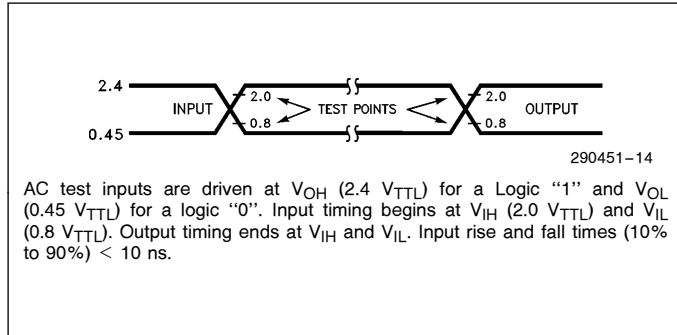 2.4
INPUT 2.0 TEST POINTS 2.0 OUTPUT
0.8 0.8
0.45
290451–14
AC test inputs are driven at VOH (2.4 VTTL) for a Logic ‘‘1’’ and VOL
(0.45 VTTL) for a logic ‘‘0’’. Input timing begins at VIH (2.0 VTTL) and VIL
(0.8 VTTL). Output timing ends at VIH and VIL. Input rise and fall times (10%
to 90%) < 10 ns.